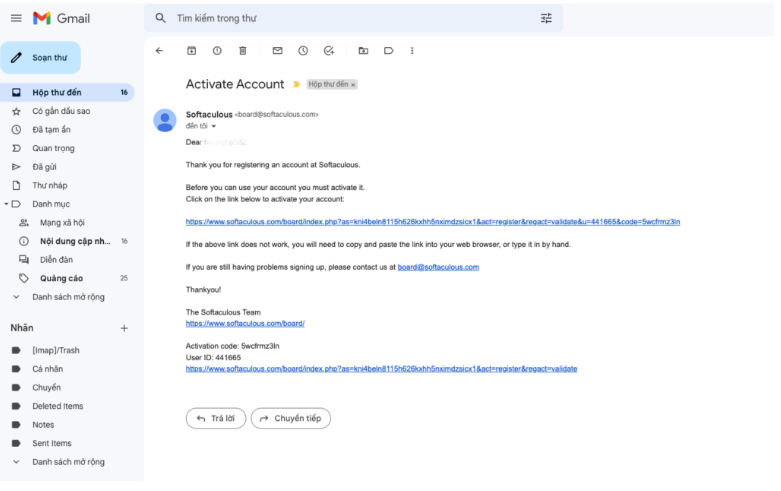 Gmail
Tìm kiếm trong thư
Soạn thư
Hộp thư đến 16
Có gắn dấu sao
Đã tạm ẩn
Quan trọng
Đã gửi
Thư nháp
Danh mục
Mạng xã hội
Nội dung cập nh... 16
Diễn đàn
Quảng cáo 25
Danh sách mở rộng
Nhãn
[Imap]/Trash
Cá nhân
Chuyến
Deleted Items
Notes
Sent Items
Danh sách mở rộng
Activate Account Hộp thư đến x
Softaculous <board@softaculous.com>
đến tôi
Dear
Thank you for registering an account at Softaculous.
Before you can use your account you must activate it.
Click on the link below to activate your account:
https://www.softaculous.com/board/index.php?as=kni4beln8115h626kxhh5nximdzsicx1&act=register&regact=validate&u=441665&code=5wcfrmz3ln
If the above link does not work, you will need to copy and paste the link into your web browser, or type it in by hand.
If you are still having problems signing up, please contact us at board@softaculous.com
Thankyou!
The Softaculous Team
https://www.softaculous.com/board/
Activation code: 5wcfrmz3ln
User ID: 441665
https://www.softaculous.com/board/index.php?as=kni4beln8115h626kxhh5nximdzsicx1&act=register&regact=validate
Trả lời
Chuyển tiếp